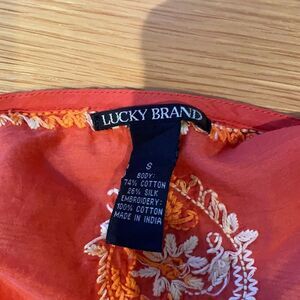 LUCKY BRAND
S
BODY:
74% COTTON
26% SILK
EMBROIDERY:
100% COTTON
MADE IN INDIA